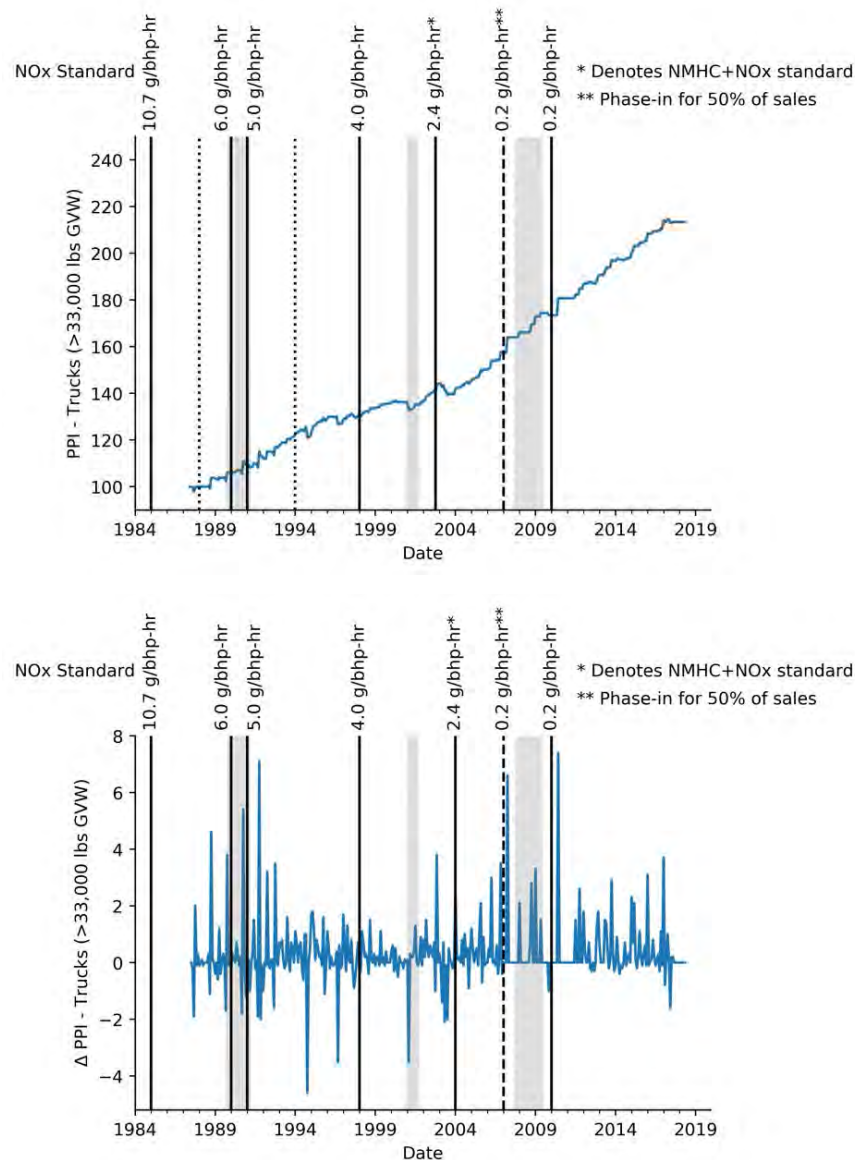 NOx Standard
10.7 g/bhp-hr
6.0 g/bhp-hr
5.0 g/bhp-hr
4.0 g/bhp-hr
2.4 g/bhp-hr*
0.2 g/bhp-hr**
0.2 g/bhp-hr
* Denotes NMHC+NOx standard
** Phase-in for 50% of sales
PPI - Trucks (>33,000 lbs GVW)
240
220
200
180
160
140
120
100
1984 1989 1994 1999 2004 2009 2014 2019
Date
NOx Standard
10.7 g/bhp-hr
6.0 g/bhp-hr
5.0 g/bhp-hr
4.0 g/bhp-hr
2.4 g/bhp-hr*
0.2 g/bhp-hr**
0.2 g/bhp-hr
* Denotes NMHC+NOx standard
** Phase-in for 50% of sales
Δ PPI - Trucks (>33,000 lbs GVW)
8
6
4
2
0
−2
−4
1984 1989 1994 1999 2004 2009 2014 2019
Date